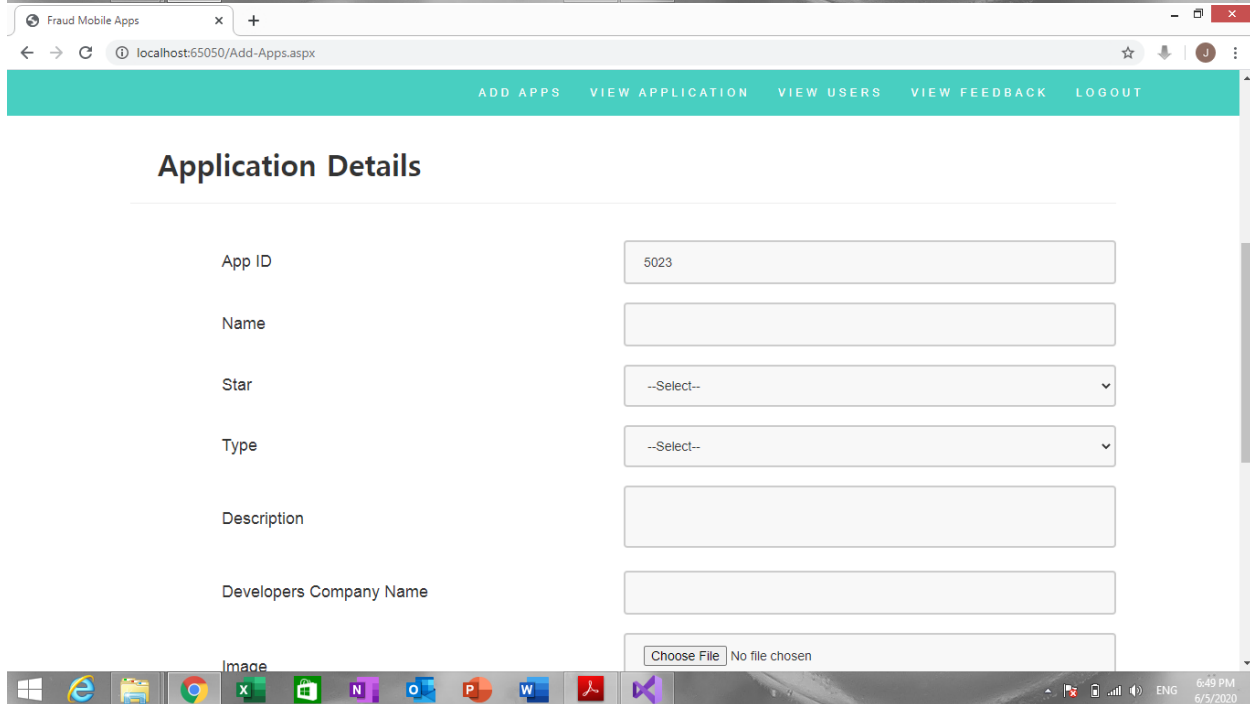 Fraud Mobile Apps
localhost:65050/Add-Apps.aspx
J
ADD APPS VIEW APPLICATION VIEW USERS VIEW FEEDBACK LOGOUT
Application Details
App ID 5023
Name
Star --Select--
Type --Select--
Description
Developers Company Name
Image Choose File No file chosen
ENG 6:49 PM
6/5/2020